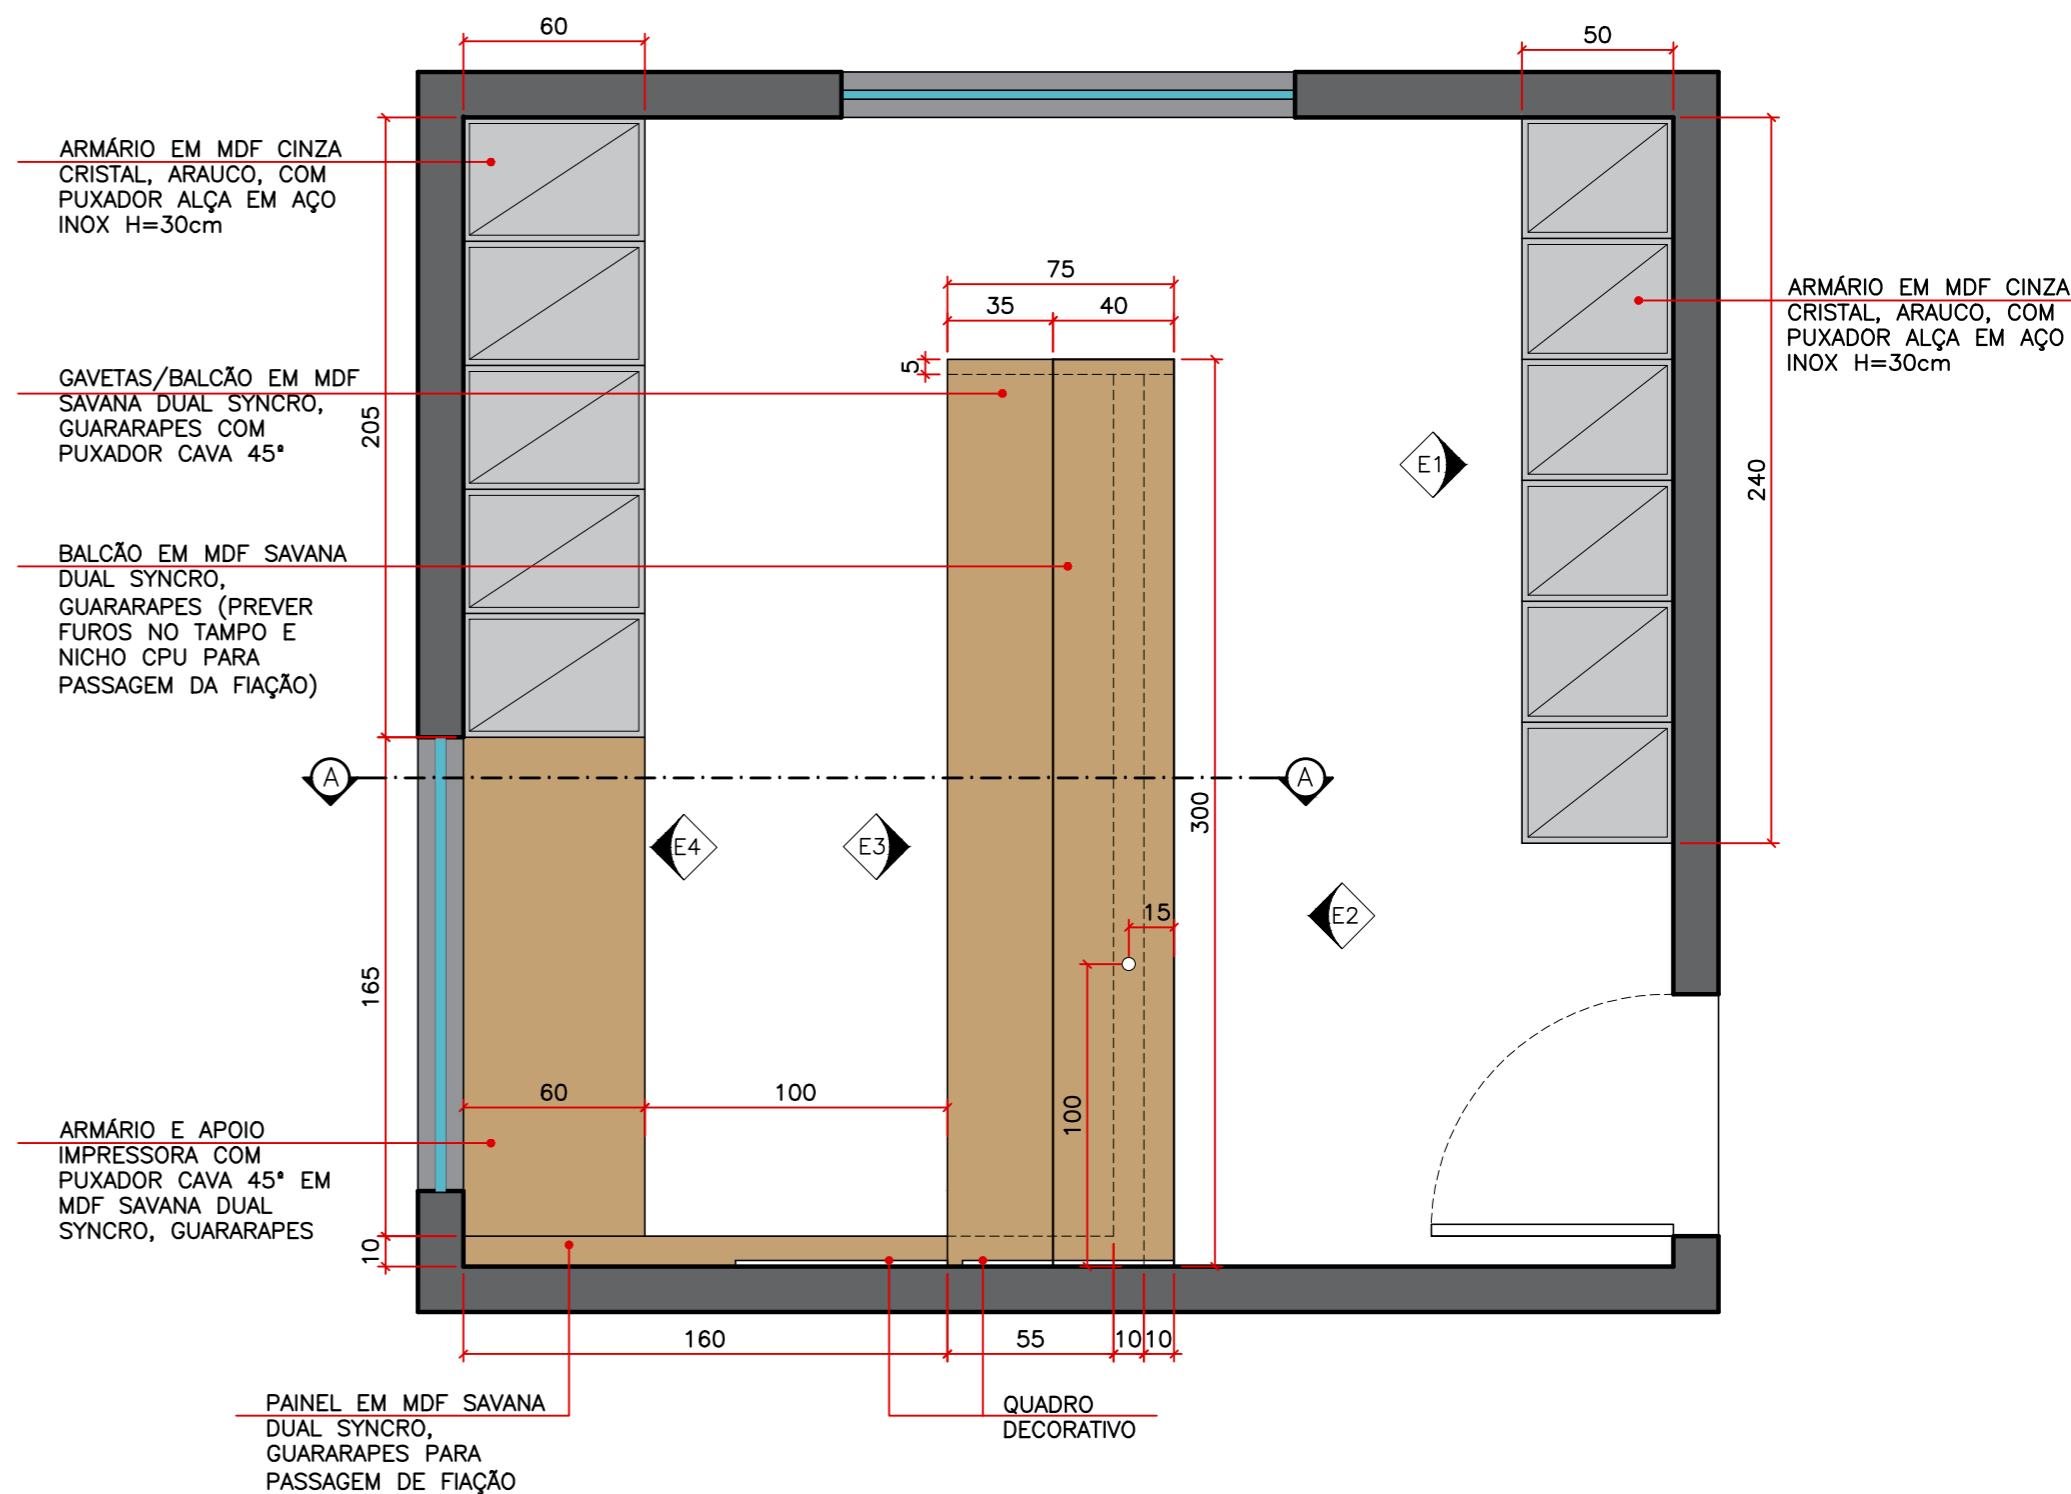 60
50
ARMÁRIO EM MDF CINZA
CRISTAL, ARAUCO, COM
PUXADOR ALÇA EM AÇO
INOX H=30cm
75
35
40
5
ARMÁRIO EM MDF CINZA
CRISTAL, ARAUCO, COM
PUXADOR ALÇA EM AÇO
INOX H=30cm
GAVETAS/BALCÃO EM MDF
SAVANA DUAL SYNCRO,
GUARARAPES COM
PUXADOR CAVA 45ª
205
E1
240
BALCÃO EM MDF SAVANA
DUAL SYNCRO,
GUARARAPES (PREVER
FUROS NO TAMPO E
NICHO CPU PARA
PASSAGEM DA FIAÇÃO)
A
A
300
E4
E3
E2
15
165
60
100
100
ARMÁRIO E APOIO
IMPRESSORA COM
PUXADOR CAVA 45ª EM
MDF SAVANA DUAL
SYNCRO, GUARARAPES
10
160
55
10
10
PAINEL EM MDF SAVANA
DUAL SYNCRO,
GUARARAPES PARA
PASSAGEM DE FIAÇÃO
QUADRO
DECORATIVO